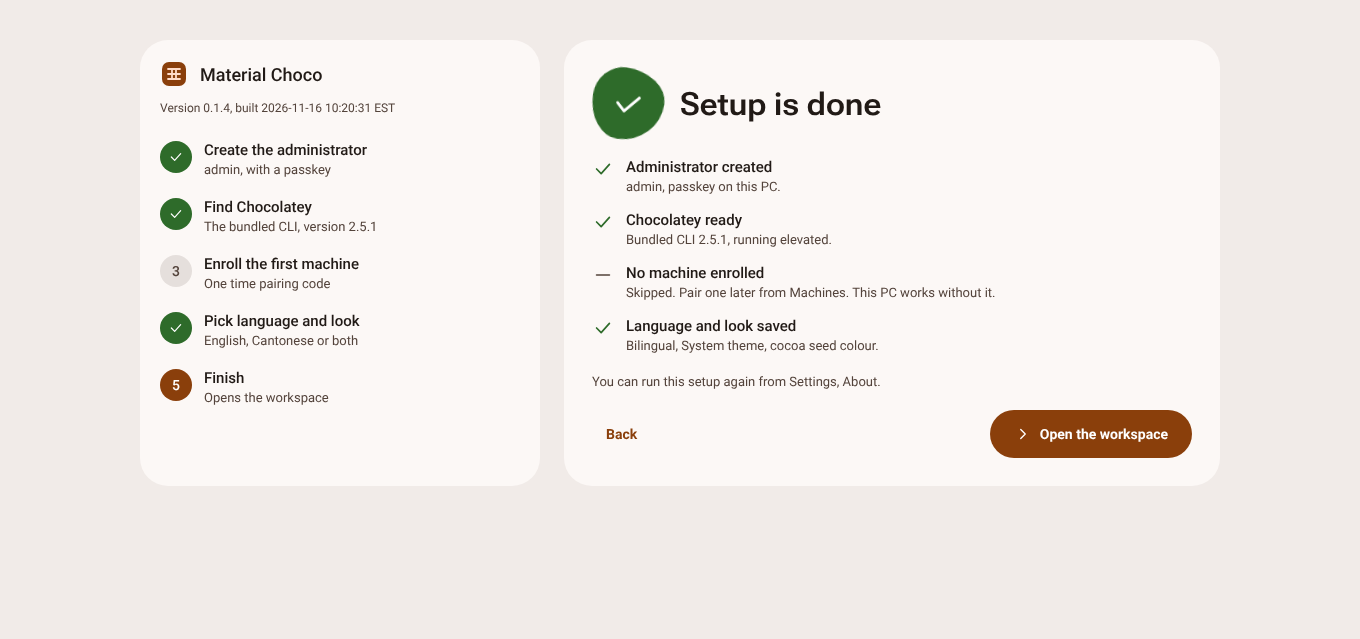 Material Choco
Version 0.1.4, built 2026-11-16 10:20:31 EST
Create the administrator
admin, with a passkey
Find Chocolatey
The bundled CLI, version 2.5.1
3
Enroll the first machine
One time pairing code
Pick language and look
English, Cantonese or both
5
Finish
Opens the workspace
Setup is done
Administrator created
admin, passkey on this PC.
Chocolatey ready
Bundled CLI 2.5.1, running elevated.
No machine enrolled
Skipped. Pair one later from Machines. This PC works without it.
Language and look saved
Bilingual, System theme, cocoa seed colour.
You can run this setup again from Settings, About.
Back
Open the workspace